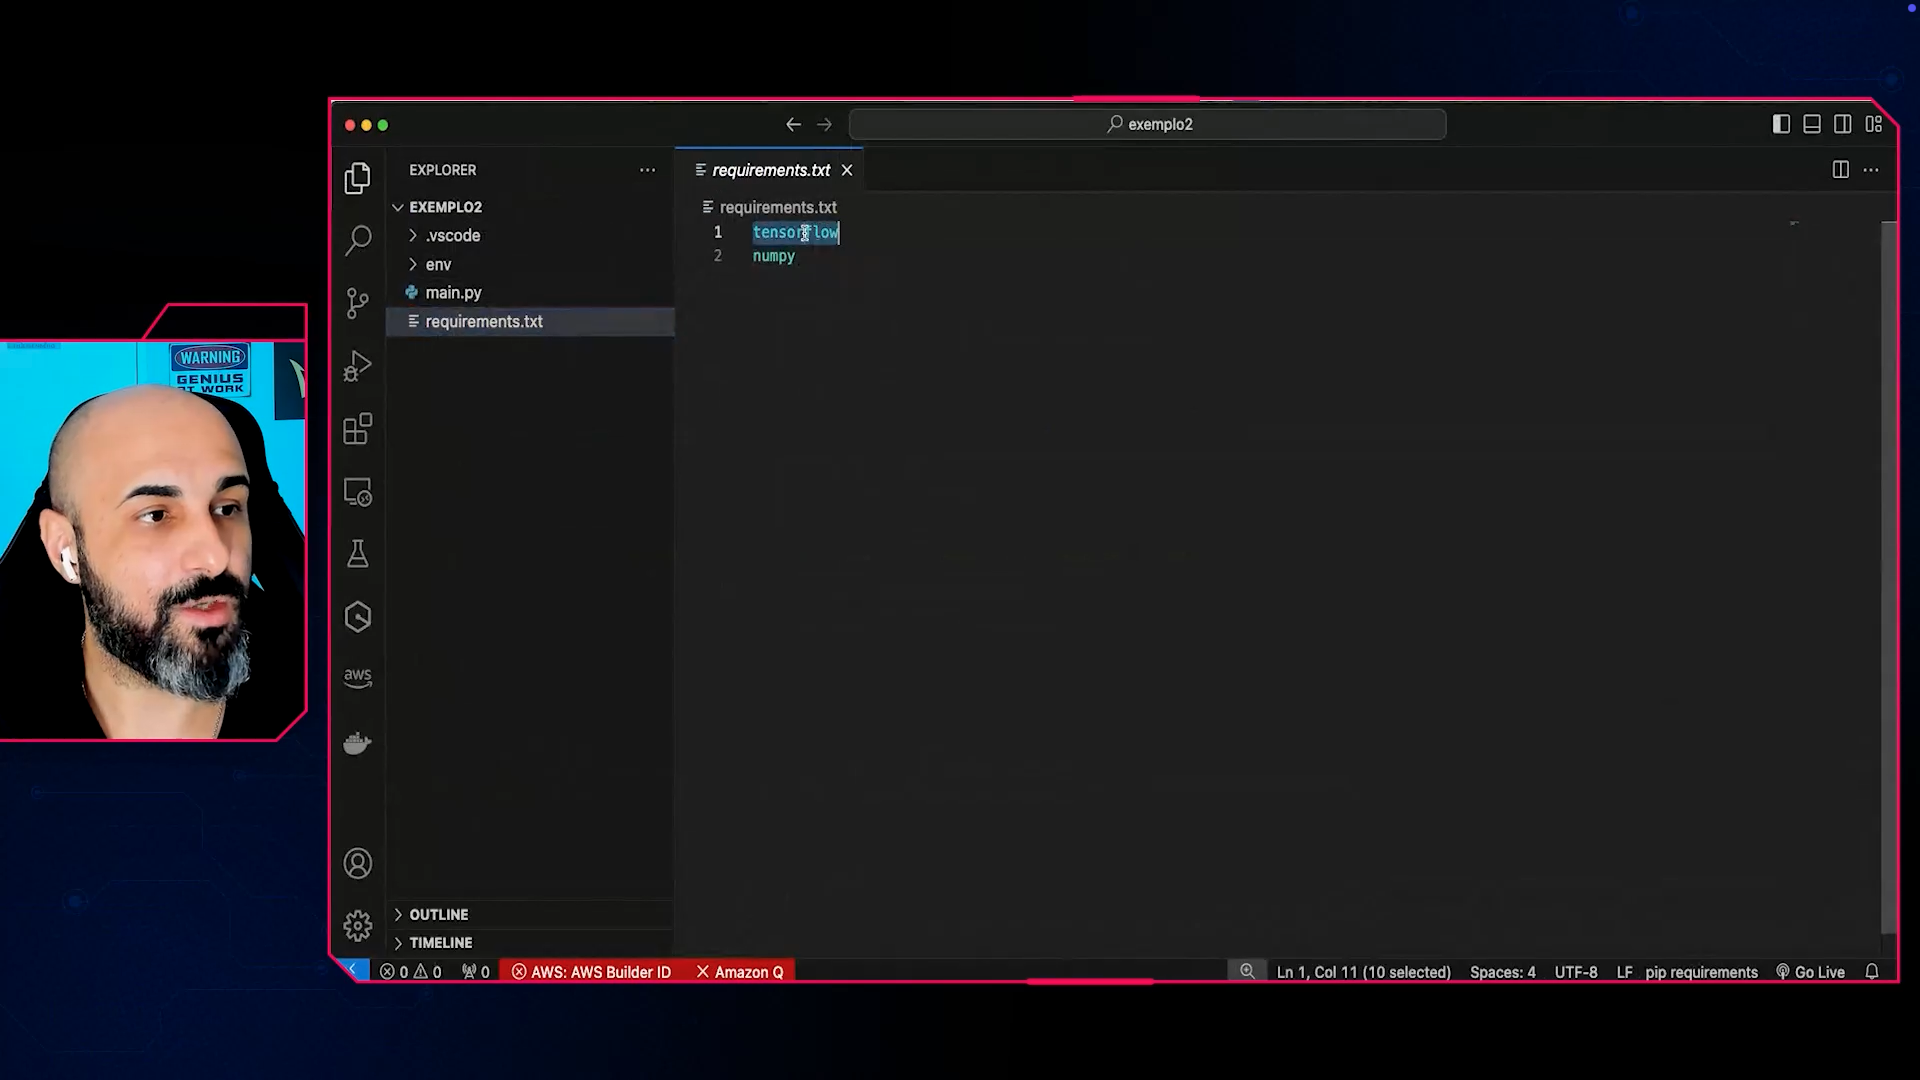 exemplo2
EXPLORER
requirements.txt
EXEMPLO2
requirements.txt
.vscode
1 tensorflow
env
2 numpy
main.py
requirements.txt
WARNING
GENIUS
AT WORK
aws
OUTLINE
TIMELINE
0 0 0 AWS: AWS Builder ID Amazon Q Ln 1, Col 11 (10 selected) Spaces: 4 UTF-8 LF pip requirements Go Live